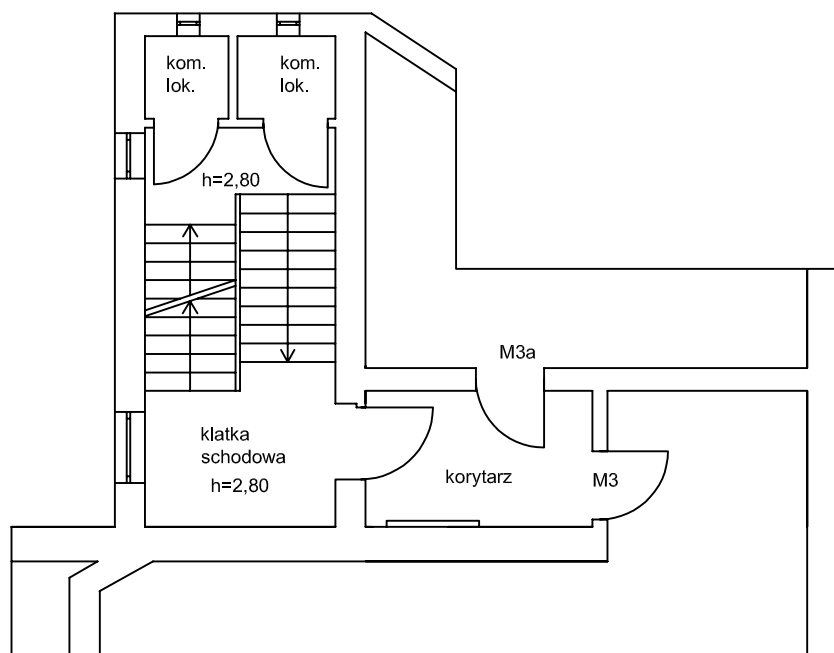 kom.
lok.
kom.
lok.
h=2,80
M3a
klatka
schodowa
h=2,80
korytarz
M3